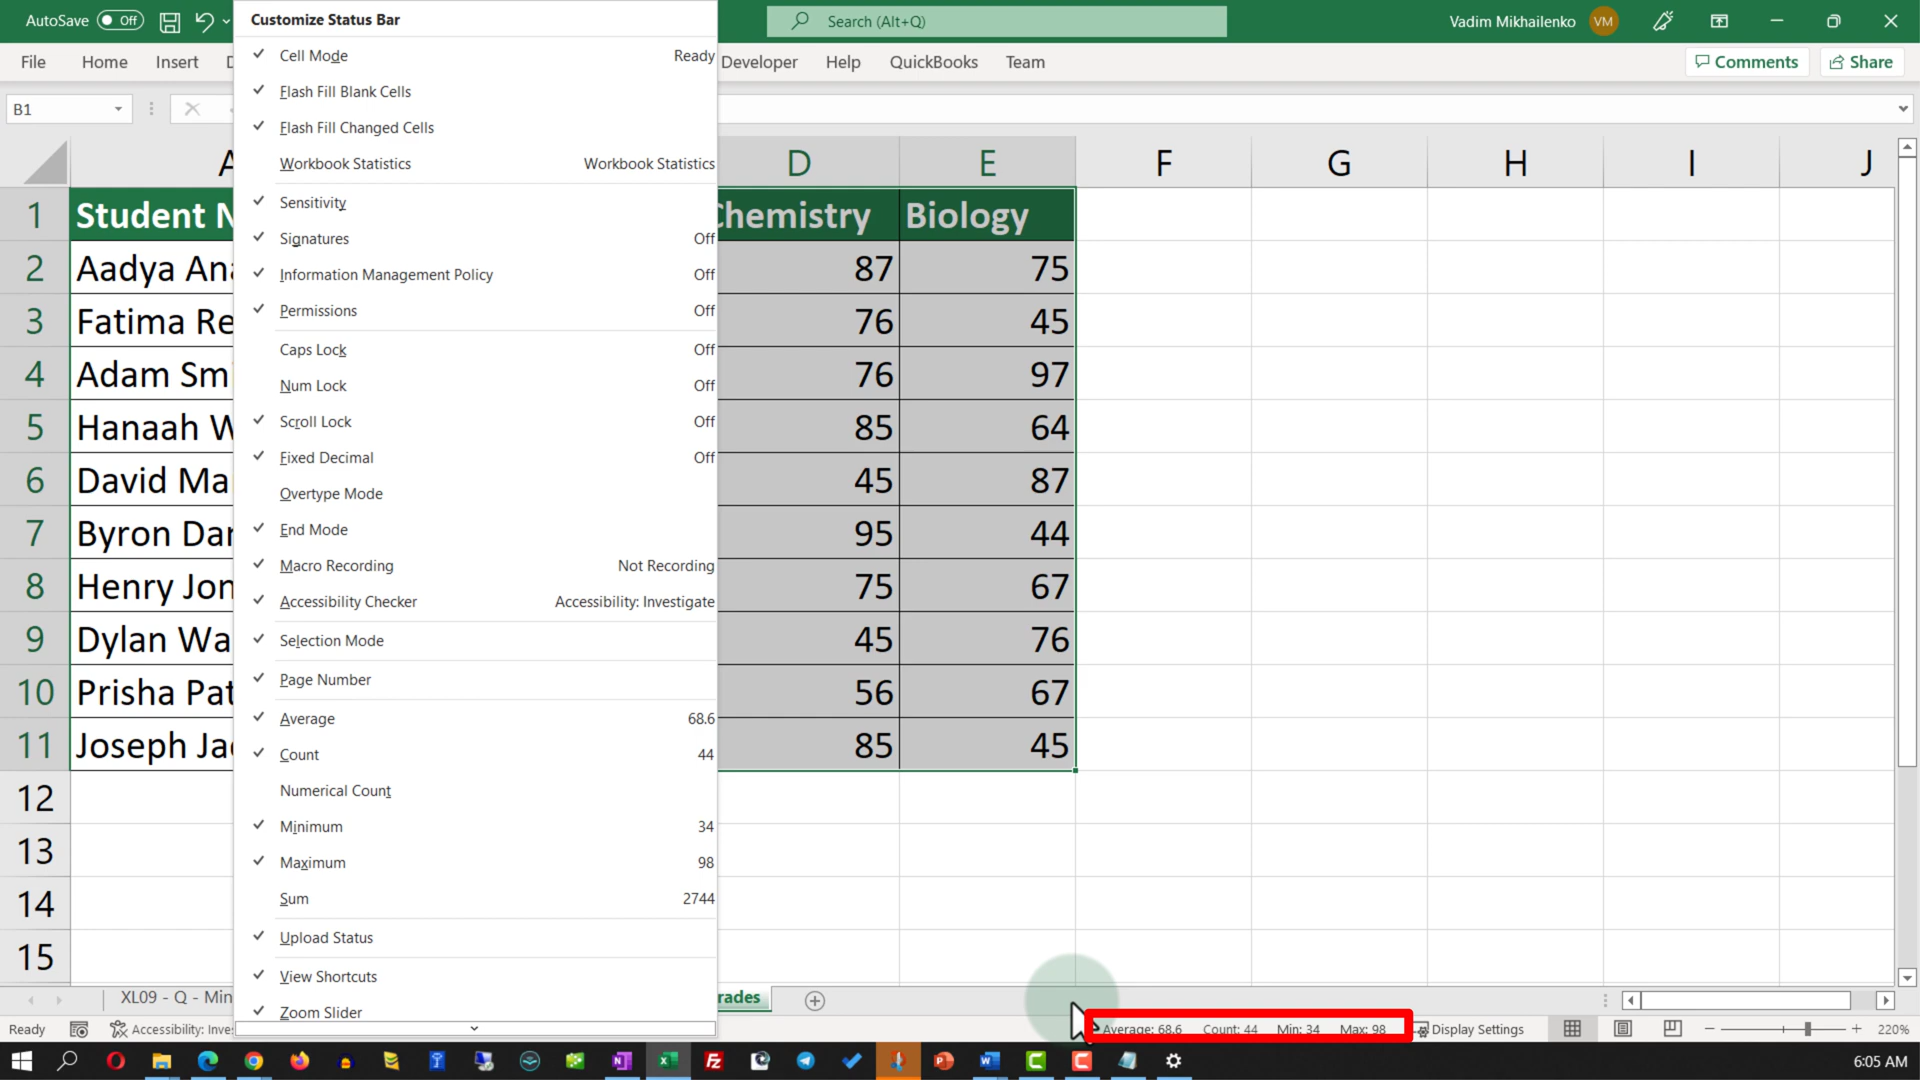 AutoSave Off
Search (Alt+Q)
Vadim Mikhailenko VM
File Home Insert Developer Help QuickBooks Team Comments Share
B1
Customize Status Bar
Cell Mode Ready
Flash Fill Blank Cells
Flash Fill Changed Cells
Workbook Statistics Workbook Statistics
Sensitivity
Signatures Off
Information Management Policy Off
Permissions Off
Caps Lock Off
Num Lock Off
Scroll Lock Off
Fixed Decimal Off
Overtype Mode
End Mode
Macro Recording Not Recording
Accessibility Checker Accessibility: Investigate
Selection Mode
Page Number
Average 68.6
Count 44
Numerical Count
Minimum 34
Maximum 98
Sum 2744
Upload Status
View Shortcuts
Zoom Slider
A D E F G H I J
1 Student N Chemistry Biology
2 Aadya Ana 87 75
3 Fatima Re 76 45
4 Adam Smi 76 97
5 Hanaah W 85 64
6 David Ma 45 87
7 Byron Dar 95 44
8 Henry Jon 75 67
9 Dylan Wa 45 76
10 Prisha Pat 56 67
11 Joseph Jac 85 45
12
13
14
15
XL09 - Q - Min rades
Ready Accessibility: Inve Average: 68.6 Count: 44 Min: 34 Max: 98 Display Settings 220%
6:05 AM